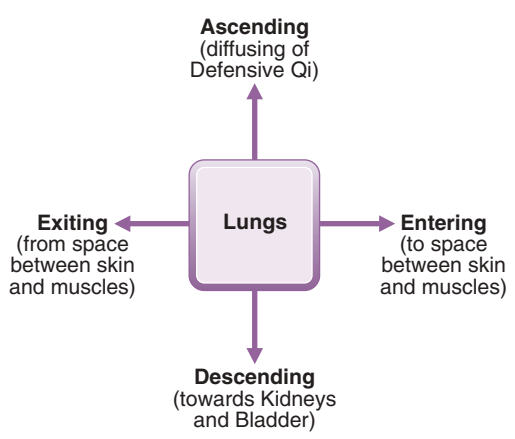 Ascending
(diffusing of
Defensive Qi)
Lungs
Exiting
(from space
between skin
and muscles)
Entering
(to space
between skin
and muscles)
Descending
(towards Kidneys
and Bladder)